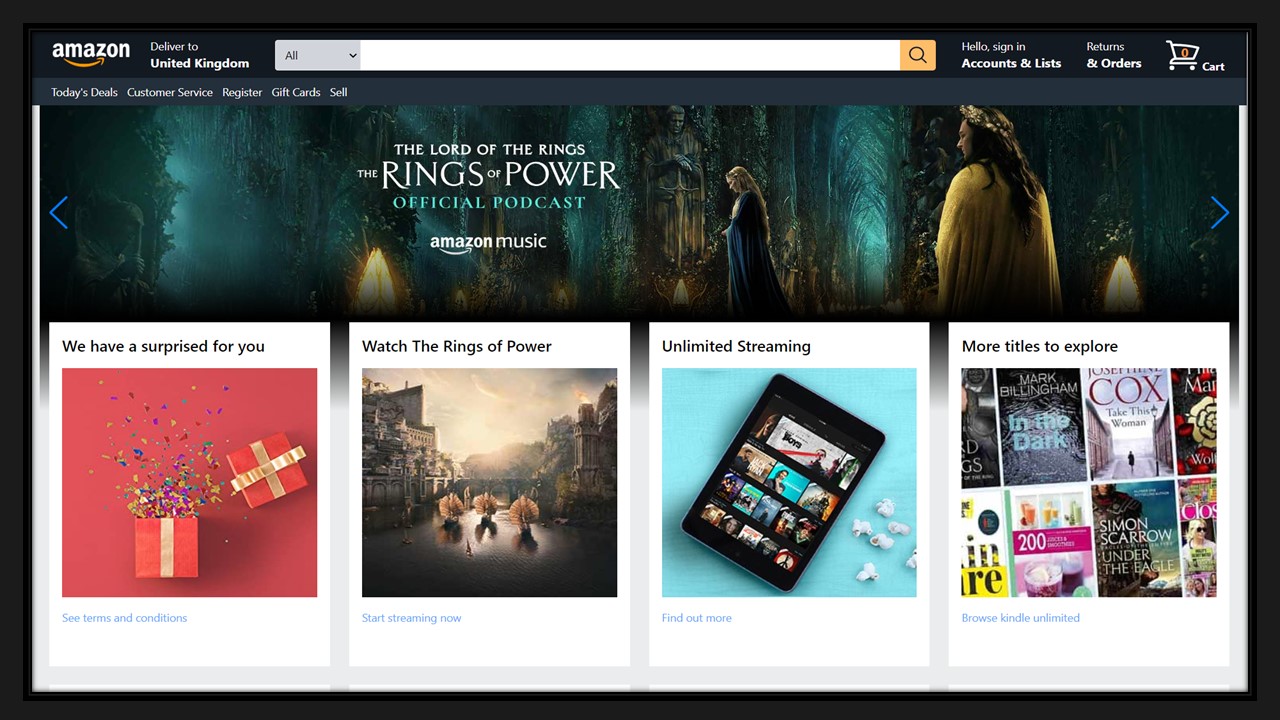 amazon
Deliver to
United Kingdom
All
Hello, sign in
Accounts & Lists
Returns
& Orders
0
Cart
Today's Deals Customer Service Register Gift Cards Sell
THE LORD OF THE RINGS
THE RINGS OF POWER
OFFICIAL PODCAST
amazon music
We have a surprised for you
Watch The Rings of Power
Unlimited Streaming
More titles to explore
BOYS
MARK
BILLINGHAM
In the
Dark
JOSEPHINE
COX
Take This
Woman
200
SIMON
SCARROW
UNDER
THE EAGLE
See terms and conditions
Start streaming now
Find out more
Browse kindle unlimited